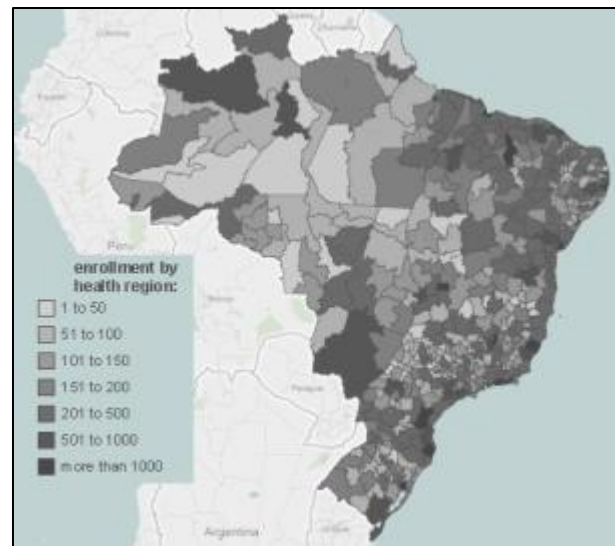 Peru
enrollment by
health region:
1 to 50
51 to 100
101 to 150
151 to 200
201 to 500
501 to 1000
more than 1000
Argentina